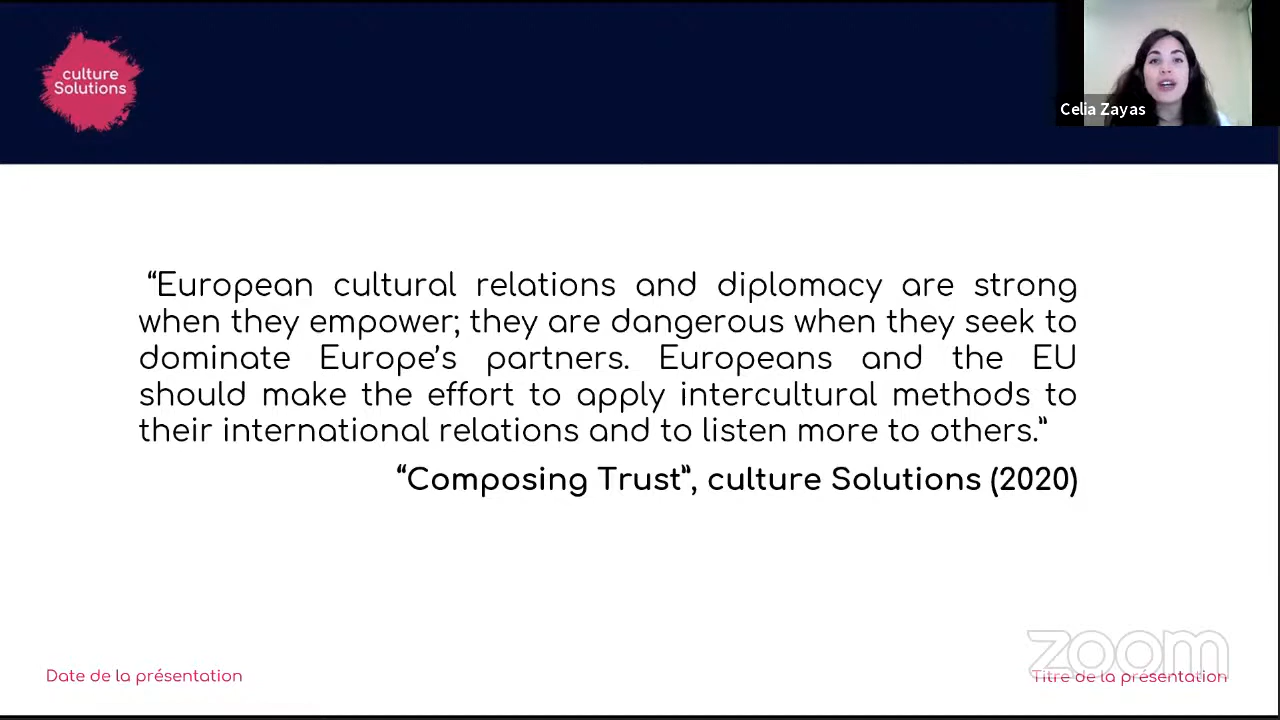 culture
Solutions
Celia Zayas
“European cultural relations and diplomacy are strong
when they empower; they are dangerous when they seek to
dominate Europe’s partners. Europeans and the EU
should make the effort to apply intercultural methods to
their international relations and to listen more to others.”
“Composing Trust”, culture Solutions (2020)
zoom
Date de la présentation
Titre de la présentation